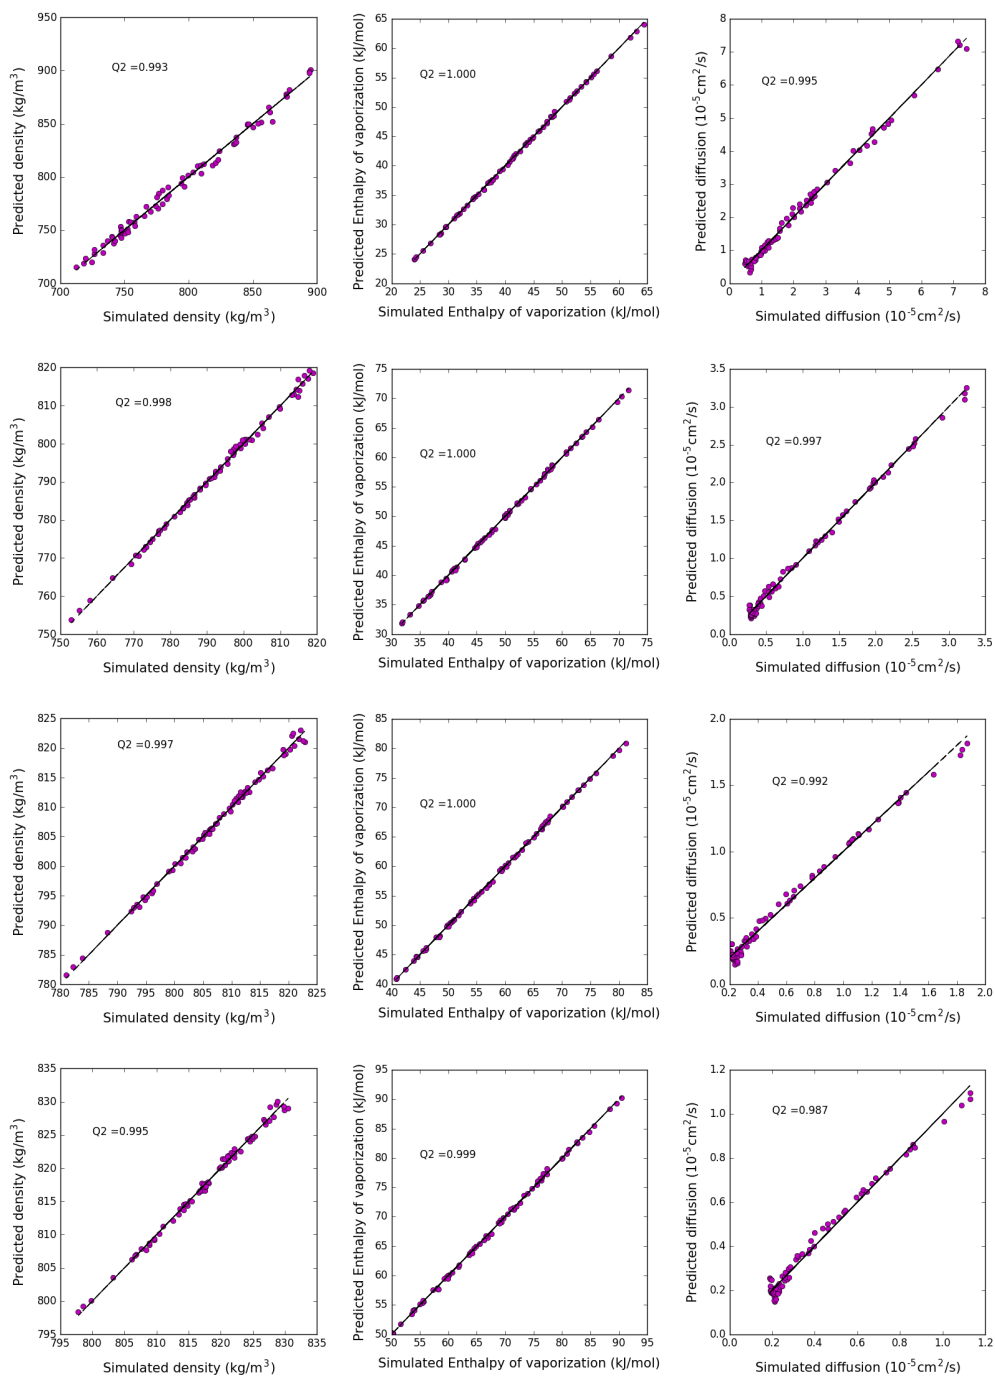 Q2 =0.993
Predicted density (kg/m³)
950
900
850
800
750
700
700 750 800 850 900
Simulated density (kg/m³)
Q2 =1.000
Predicted Enthalpy of vaporization (kJ/mol)
65
60
55
50
45
40
35
30
25
20
20 25 30 35 40 45 50 55 60 65
Simulated Enthalpy of vaporization (kJ/mol)
Q2 =0.995
Predicted diffusion (10⁻⁵cm²/s)
8
7
6
5
4
3
2
1
0
0 1 2 3 4 5 6 7 8
Simulated diffusion (10⁻⁵cm²/s)
Q2 =0.998
Predicted density (kg/m³)
820
810
800
790
780
770
760
750
750 760 770 780 790 800 810 820
Simulated density (kg/m³)
Q2 =1.000
Predicted Enthalpy of vaporization (kJ/mol)
75
70
65
60
55
50
45
40
35
30
30 35 40 45 50 55 60 65 70 75
Simulated Enthalpy of vaporization (kJ/mol)
Q2 =0.997
Predicted diffusion (10⁻⁵cm²/s)
3.5
3.0
2.5
2.0
1.5
1.0
0.5
0.0
0.0 0.5 1.0 1.5 2.0 2.5 3.0 3.5
Simulated diffusion (10⁻⁵cm²/s)
Q2 =0.997
Predicted density (kg/m³)
825
820
815
810
805
800
795
790
785
780
780 785 790 795 800 805 810 815 820 825
Simulated density (kg/m³)
Q2 =1.000
Predicted Enthalpy of vaporization (kJ/mol)
85
80
75
70
65
60
55
50
45
40
40 45 50 55 60 65 70 75 80 85
Simulated Enthalpy of vaporization (kJ/mol)
Q2 =0.992
Predicted diffusion (10⁻⁵cm²/s)
2.0
1.5
1.0
0.5
0.0
0.2 0.4 0.6 0.8 1.0 1.2 1.4 1.6 1.8 2.0
Simulated diffusion (10⁻⁵cm²/s)
Q2 =0.995
Predicted density (kg/m³)
835
830
825
820
815
810
805
800
795
795 800 805 810 815 820 825 830 835
Simulated density (kg/m³)
Q2 =0.999
Predicted Enthalpy of vaporization (kJ/mol)
95
90
85
80
75
70
65
60
55
50
50 55 60 65 70 75 80 85 90 95
Simulated Enthalpy of vaporization (kJ/mol)
Q2 =0.987
Predicted diffusion (10⁻⁵cm²/s)
1.2
1.0
0.8
0.6
0.4
0.2
0.0
0.0 0.2 0.4 0.6 0.8 1.0 1.2
Simulated diffusion (10⁻⁵cm²/s)